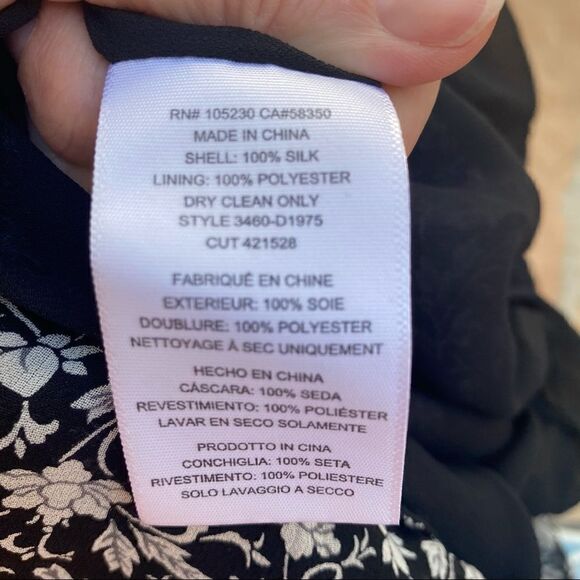 RN# 105230 CA#58350
MADE IN CHINA
SHELL: 100% SILK
LINING: 100% POLYESTER
DRY CLEAN ONLY
STYLE 3460-D1975
CUT 421528
FABRIQUÉ EN CHINE
EXTERIEUR: 100% SOIE
DOUBLURE: 100% POLYESTER
NETTOYAGE À SEC UNIQUEMENT
HECHO EN CHINA
CÁSCARA: 100% SEDA
REVESTIMIENTO: 100% POLIÉSTER
LAVAR EN SECO SOLAMENTE
PRODOTTO IN CINA
CONCHIGLIA: 100% SETA
RIVESTIMENTO: 100% POLIESTERE
SOLO LAVAGGIO A SECCO